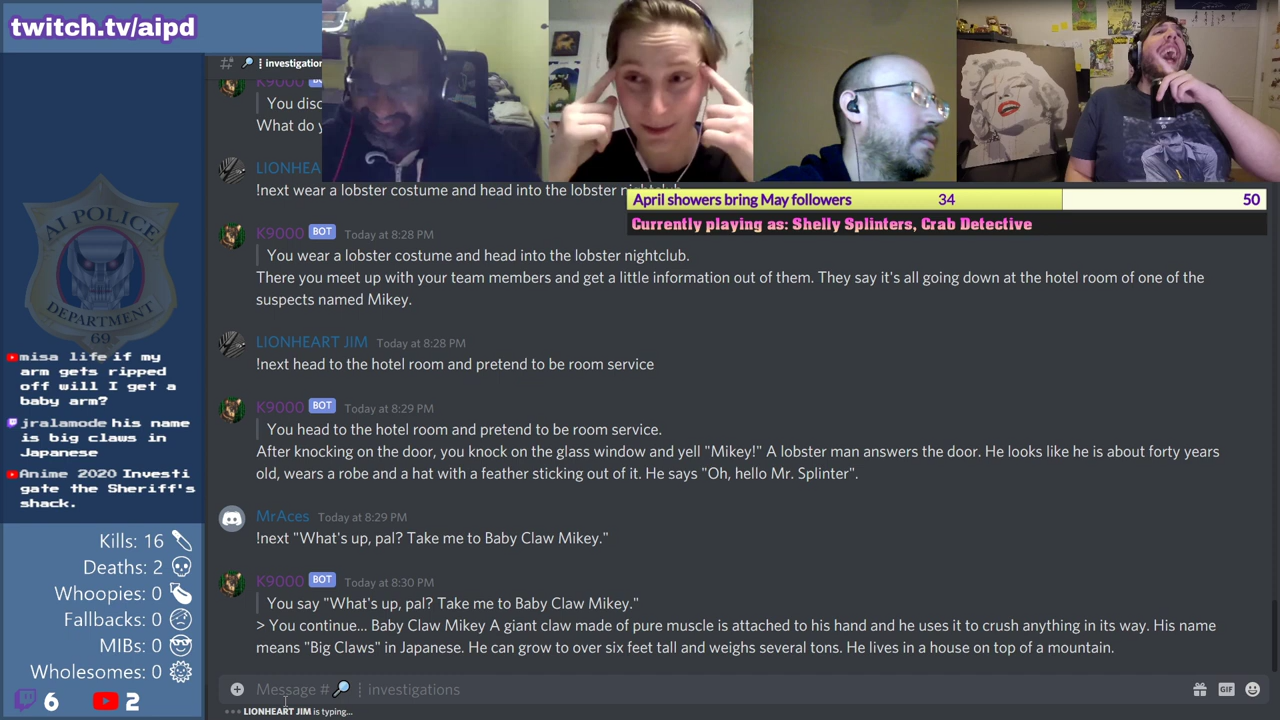 twitch.tv/aipd
# 🔎 ⁝ investigation
K9000
You disc
What do y
LIONHEAR
!next wear a lobster costume and head into the lobster nightclub
April showers bring May followers 34 50
Currently playing as: Shelly Splinters, Crab Detective
K9000 BOT Today at 8:28 PM
You wear a lobster costume and head into the lobster nightclub.
There you meet up with your team members and get a little information out of them. They say it's all going down at the hotel room of one of the
suspects named Mikey.
LIONHEART JIM Today at 8:28 PM
!next head to the hotel room and pretend to be room service
K9000 BOT Today at 8:29 PM
You head to the hotel room and pretend to be room service.
After knocking on the door, you knock on the glass window and yell "Mikey!" A lobster man answers the door. He looks like he is about forty years
old, wears a robe and a hat with a feather sticking out of it. He says "Oh, hello Mr. Splinter".
MrAces Today at 8:29 PM
!next "What's up, pal? Take me to Baby Claw Mikey."
K9000 BOT Today at 8:30 PM
You say "What's up, pal? Take me to Baby Claw Mikey."
> You continue... Baby Claw Mikey A giant claw made of pure muscle is attached to his hand and he uses it to crush anything in its way. His name
means "Big Claws" in Japanese. He can grow to over six feet tall and weighs several tons. He lives in a house on top of a mountain.
Message #🔎 ⁝ investigations
GIF
LIONHEART JIM is typing...
AI POLICE
DEPARTMENT
69
misa life if my
arm gets ripped
off will I get a
baby arm?
jralamode his name
is big claws in
Japanese
Anime 2020 Investi
gate the Sheriff's
shack.
Kills: 16
Deaths: 2
Whoopies: 0
Fallbacks: 0
MIBs: 0
Wholesomes: 0
6 2